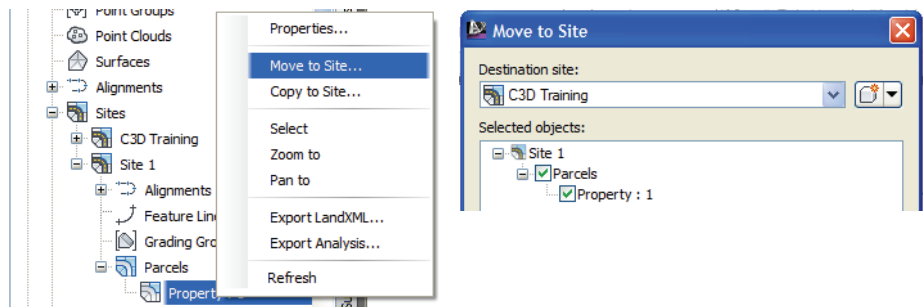 Point Groups
Point Clouds
Surfaces
Alignments
Sites
C3D Training
Site 1
Alignments
Feature Lin
Grading Gro
Parcels
Property
Properties...
Move to Site...
Copy to Site...
Select
Zoom to
Pan to
Export LandXML...
Export Analysis...
Refresh
Move to Site
Destination site:
C3D Training
Selected objects:
Site 1
Parcels
Property : 1